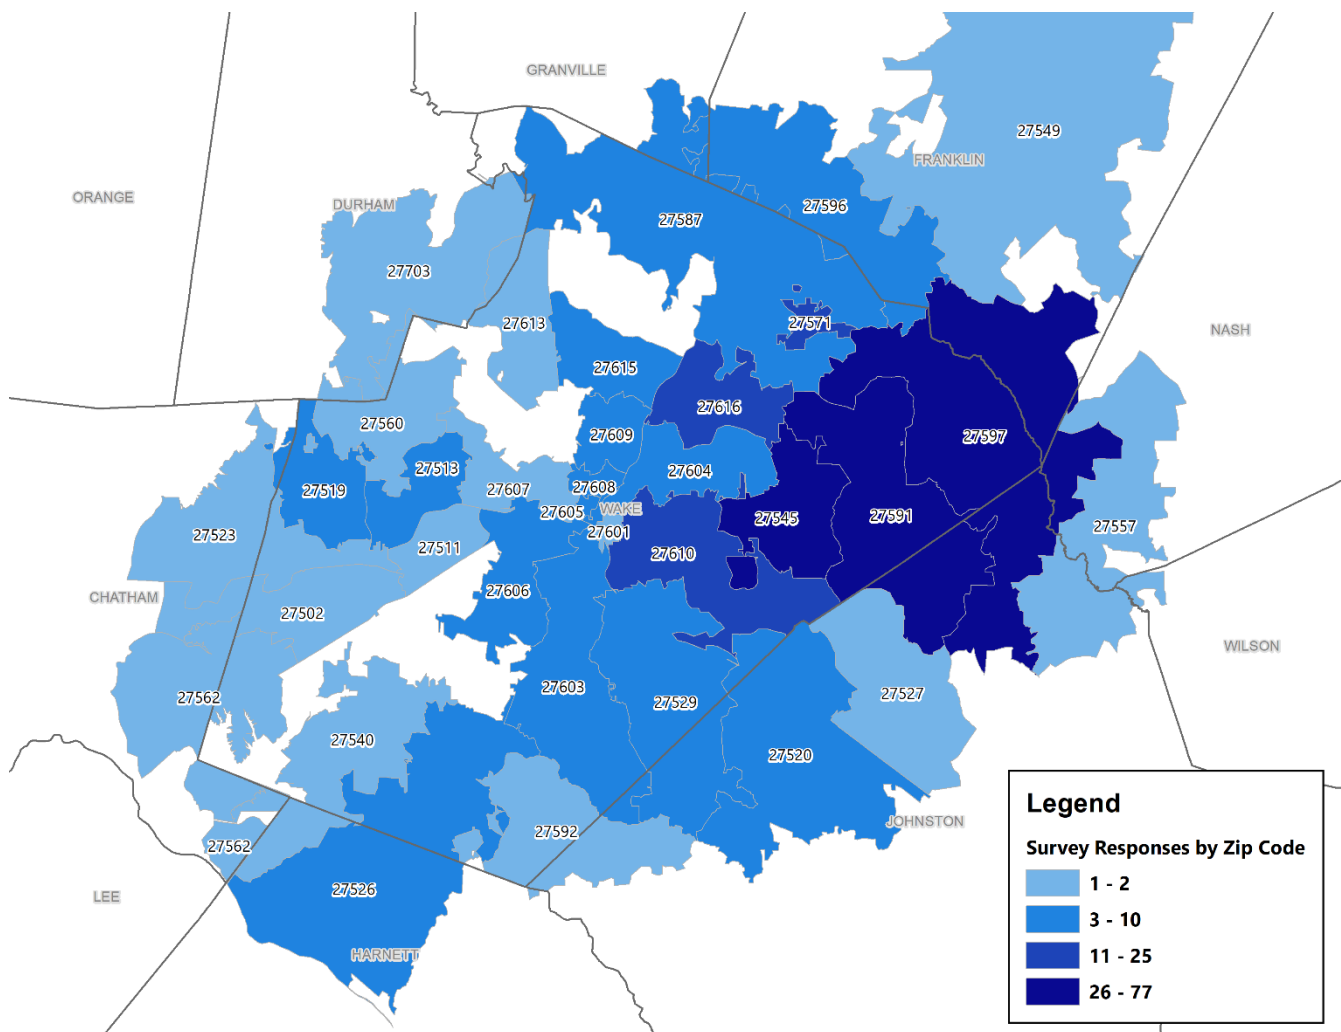 GRANVILLE
27549
FRANKLIN
ORANGE
DURHAM
27596
27587
27703
27613
27571
NASH
27615
27616
27560
27609
27597
27513
27604
27519
27607
27608
27605
WAKE
27545
27591
27557
27523
27601
27511
27610
CHATHAM
27606
27502
WILSON
27562
27603
27527
27529
27540
27520
Legend
JOHNSTON
27592
Survey Responses by Zip Code
27562
1 - 2
27526
LEE
3 - 10
HARNETT
11 - 25
26 - 77